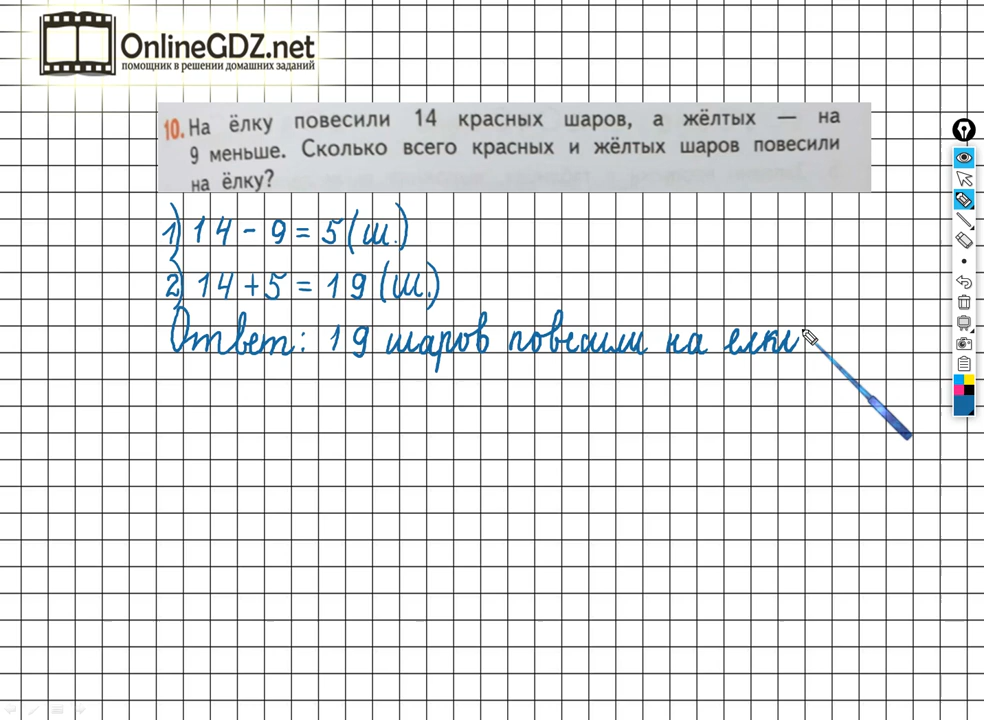 OnlineGDZ.net
помощник в решении домашних заданий
10. На ёлку повесили 14 красных шаров, а жёлтых — на
9 меньше. Сколько всего красных и жёлтых шаров повесили
на ёлку?
1) 14 - 9 = 5 (ш.)
2) 14 + 5 = 19 (ш.)
Ответ: 19 шаров повесили на елк